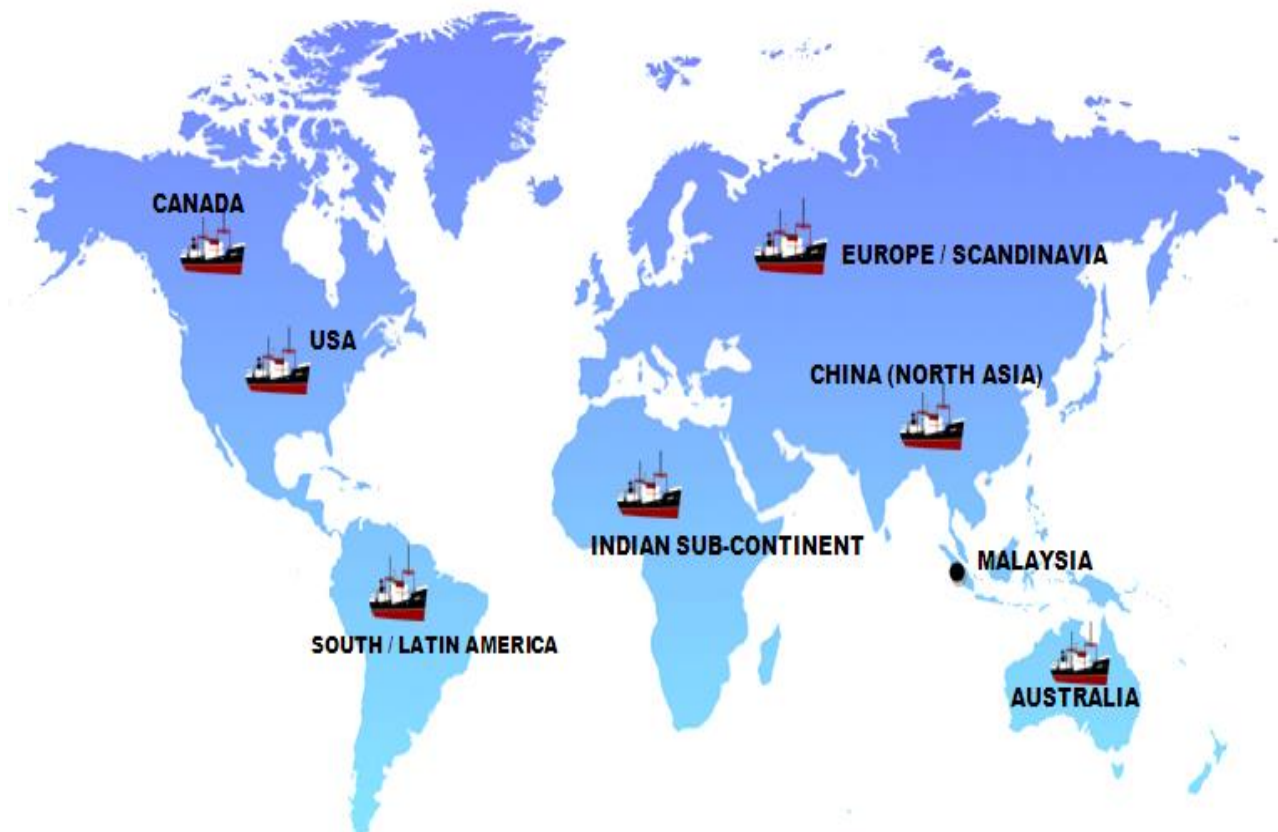 CANADA
EUROPE / SCANDINAVIA
USA
CHINA (NORTH ASIA)
INDIAN SUB-CONTINENT
MALAYSIA
SOUTH / LATIN AMERICA
AUSTRALIA